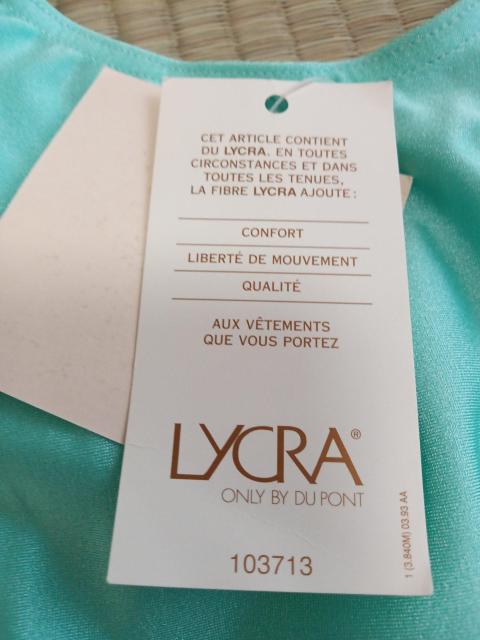 CET ARTICLE CONTIENT
DU LYCRA. EN TOUTES
CIRCONSTANCES ET DANS
TOUTES LES TENUES,
LA FIBRE LYCRA AJOUTE :
CONFORT
LIBERTÉ DE MOUVEMENT
QUALITÉ
AUX VÊTEMENTS
QUE VOUS PORTEZ
LYCRA®
ONLY BY DU PONT
103713
1 (3.840M) 03.93 AA